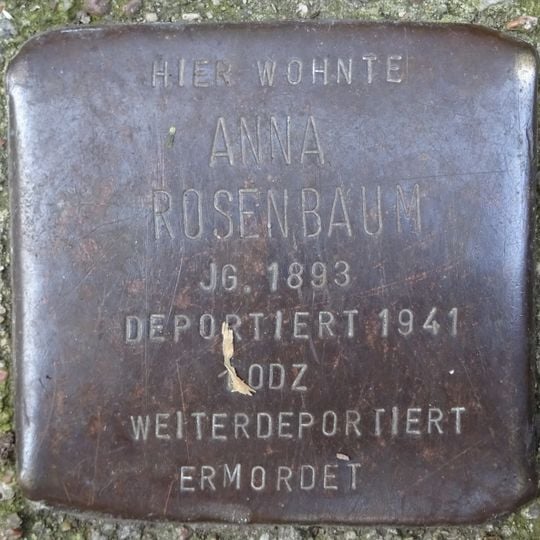 HIER WOHNTE
ANNA
ROSENBAUM
JG. 1893
DEPORTIERT 1941
LODZ
WEITERDEPORTIERT
ERMORDET